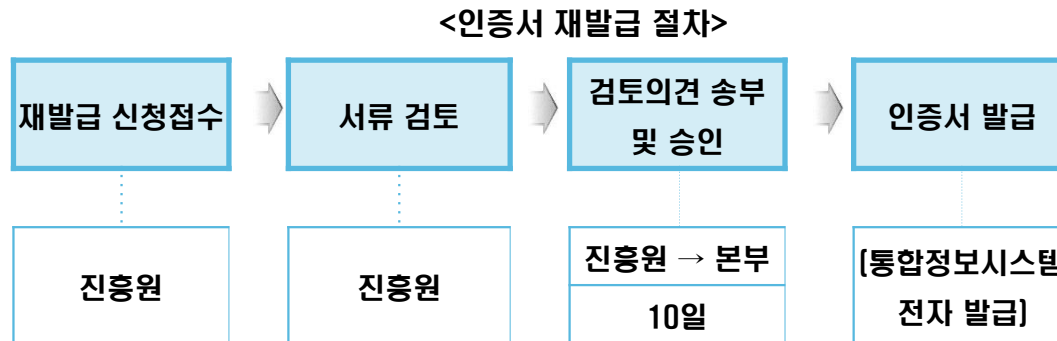 <인증서 재발급 절차>
재발급 신청접수
서류 검토
검토의견 송부
및 승인
인증서 발급
진흥원
진흥원
진흥원 → 본부
10일
(통합정보시스템
전자 발급)